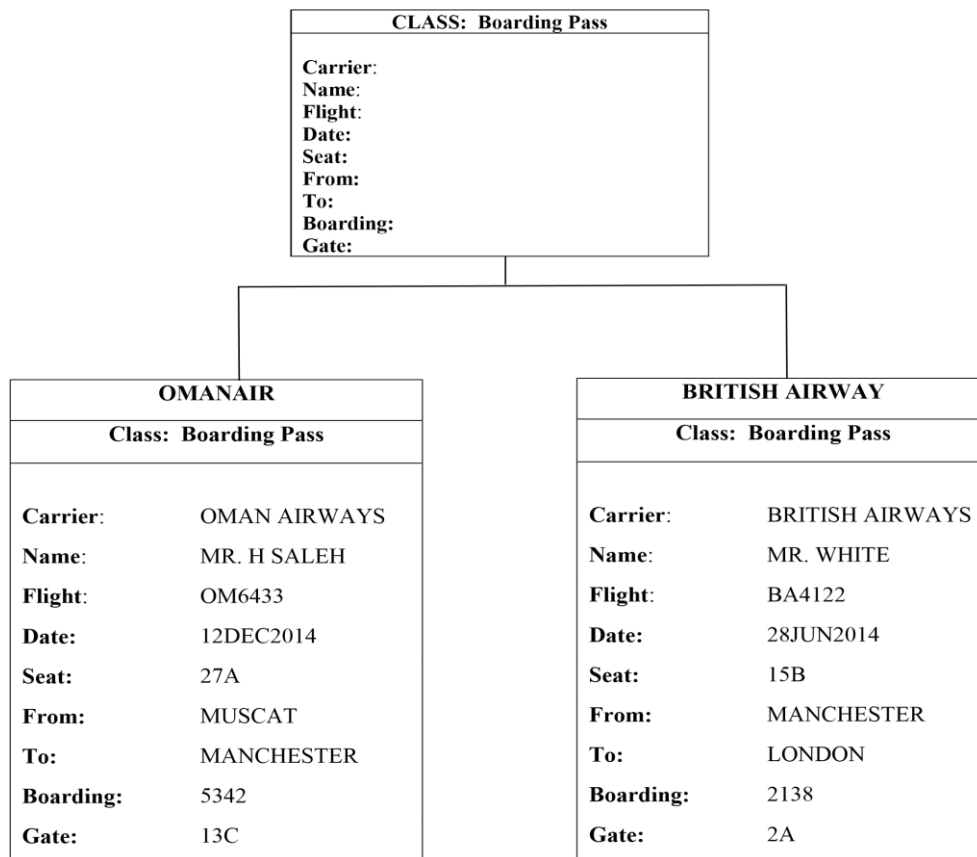 CLASS: Boarding Pass
Carrier:
Name:
Flight:
Date:
Seat:
From:
To:
Boarding:
Gate:
OMANAIR
Class: Boarding Pass
Carrier: OMAN AIRWAYS
Name: MR. H SALEH
Flight: OM6433
Date: 12DEC2014
Seat: 27A
From: MUSCAT
To: MANCHESTER
Boarding: 5342
Gate: 13C
BRITISH AIRWAY
Class: Boarding Pass
Carrier: BRITISH AIRWAYS
Name: MR. WHITE
Flight: BA4122
Date: 28JUN2014
Seat: 15B
From: MANCHESTER
To: LONDON
Boarding: 2138
Gate: 2A